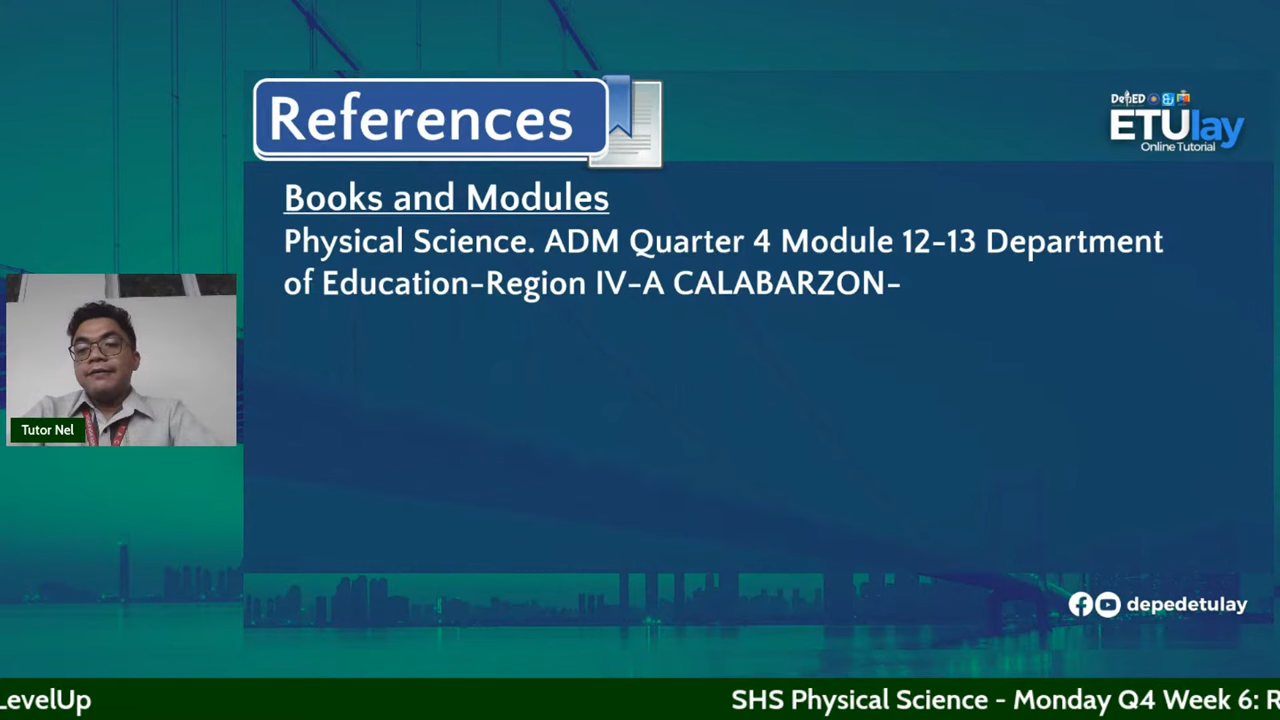 References
DepED
ETUlay
Online Tutorial
Books and Modules
Physical Science. ADM Quarter 4 Module 12-13 Department
of Education-Region IV-A CALABARZON-
Tutor Nel
depedetulay
LevelUp
SHS Physical Science - Monday Q4 Week 6: R